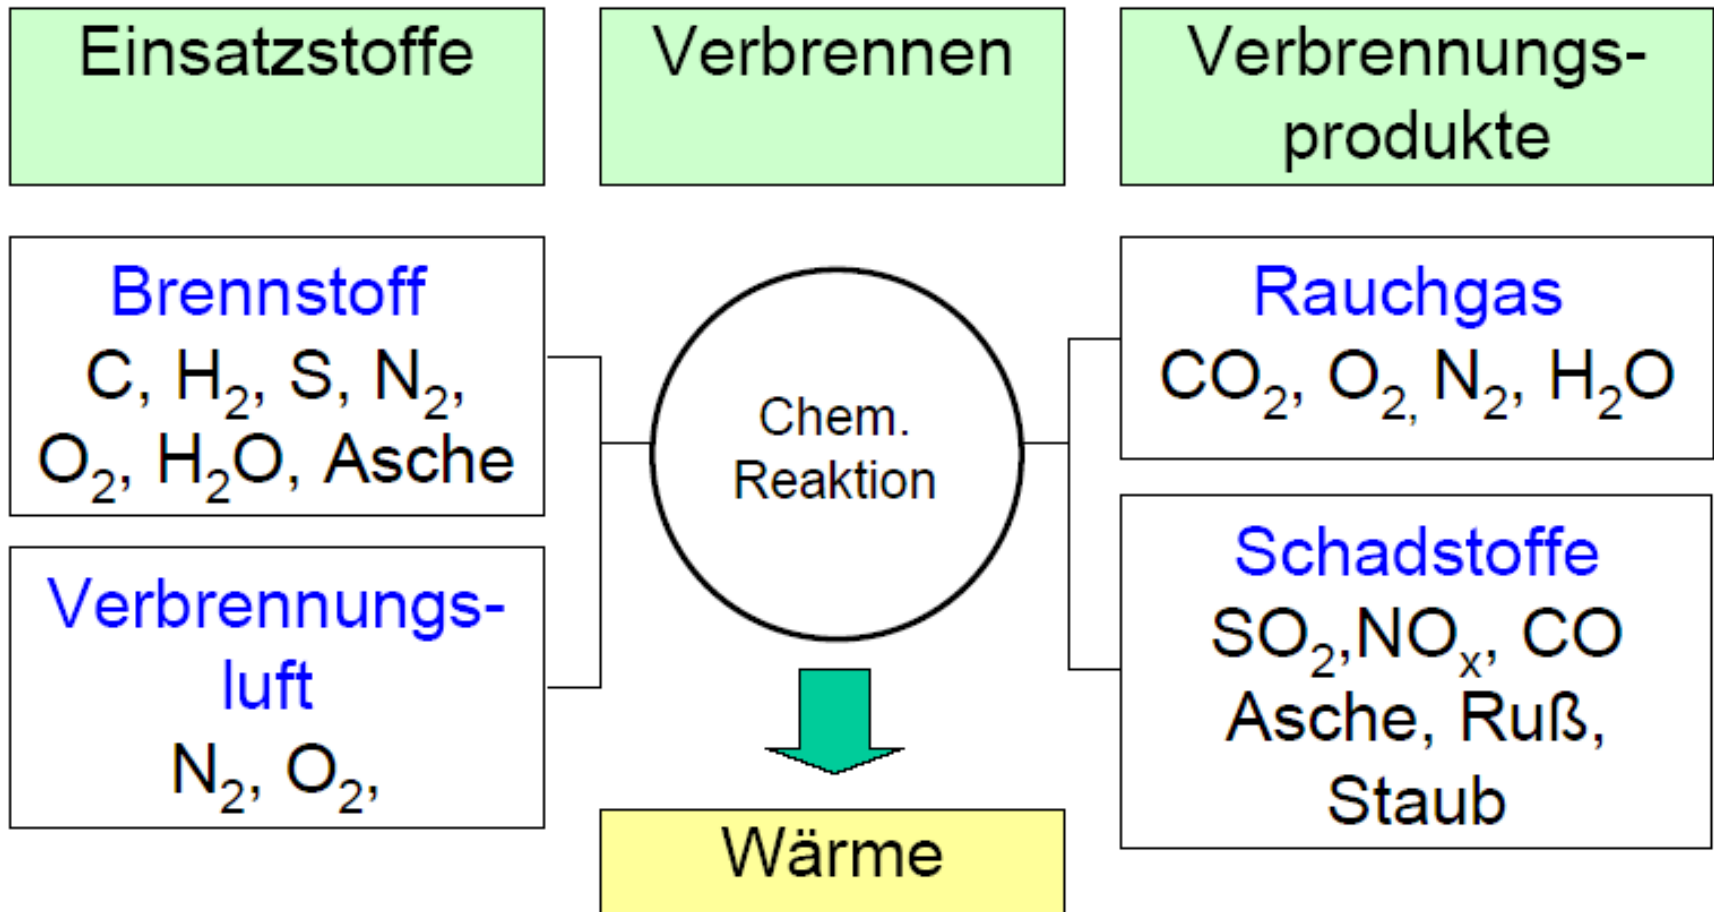 Einsatzstoffe
Verbrennen
Verbrennungs-
produkte
Brennstoff
C, H₂, S, N₂,
O₂, H₂O, Asche
Verbrennungs-
luft
N₂, O₂,
Chem.
Reaktion
Wärme
Rauchgas
CO₂, O₂, N₂, H₂O
Schadstoffe
SO₂,NOₓ, CO
Asche, Ruß,
Staub